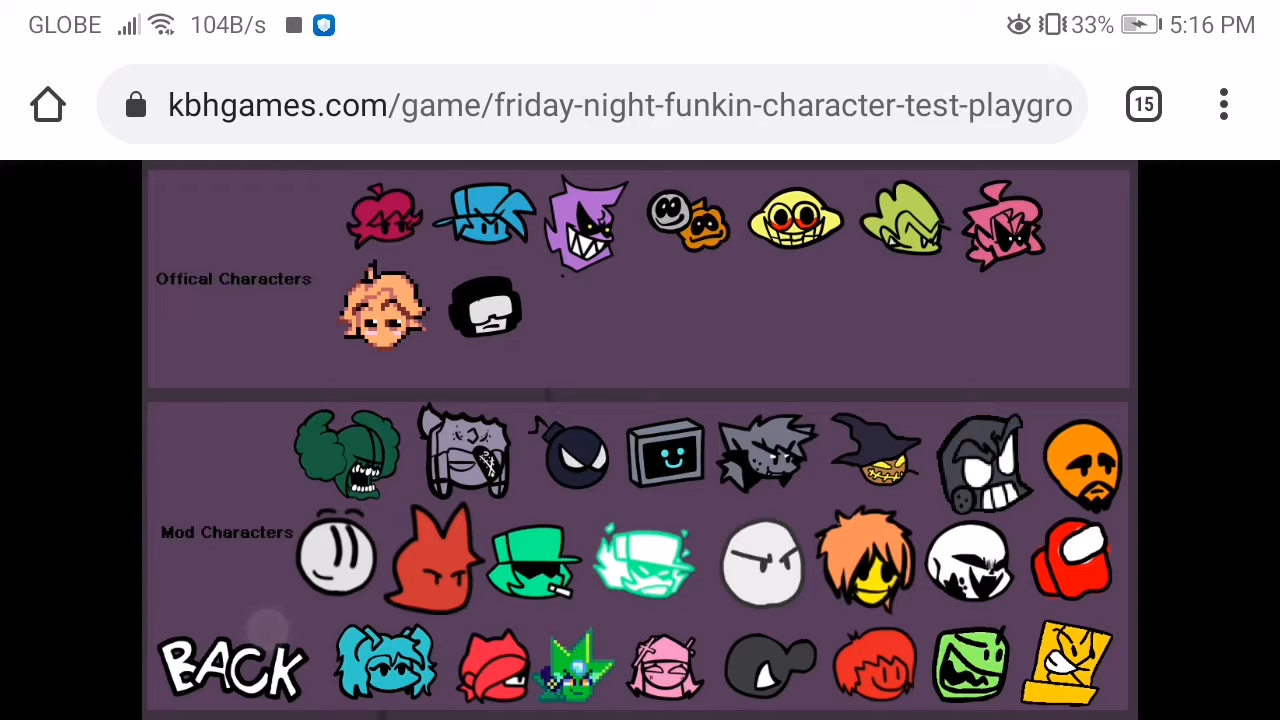 GLOBE 104B/s 33% 5:16 PM
kbhgames.com/game/friday-night-funkin-character-test-playgro 15
Offical Characters
Mod Characters
BACK